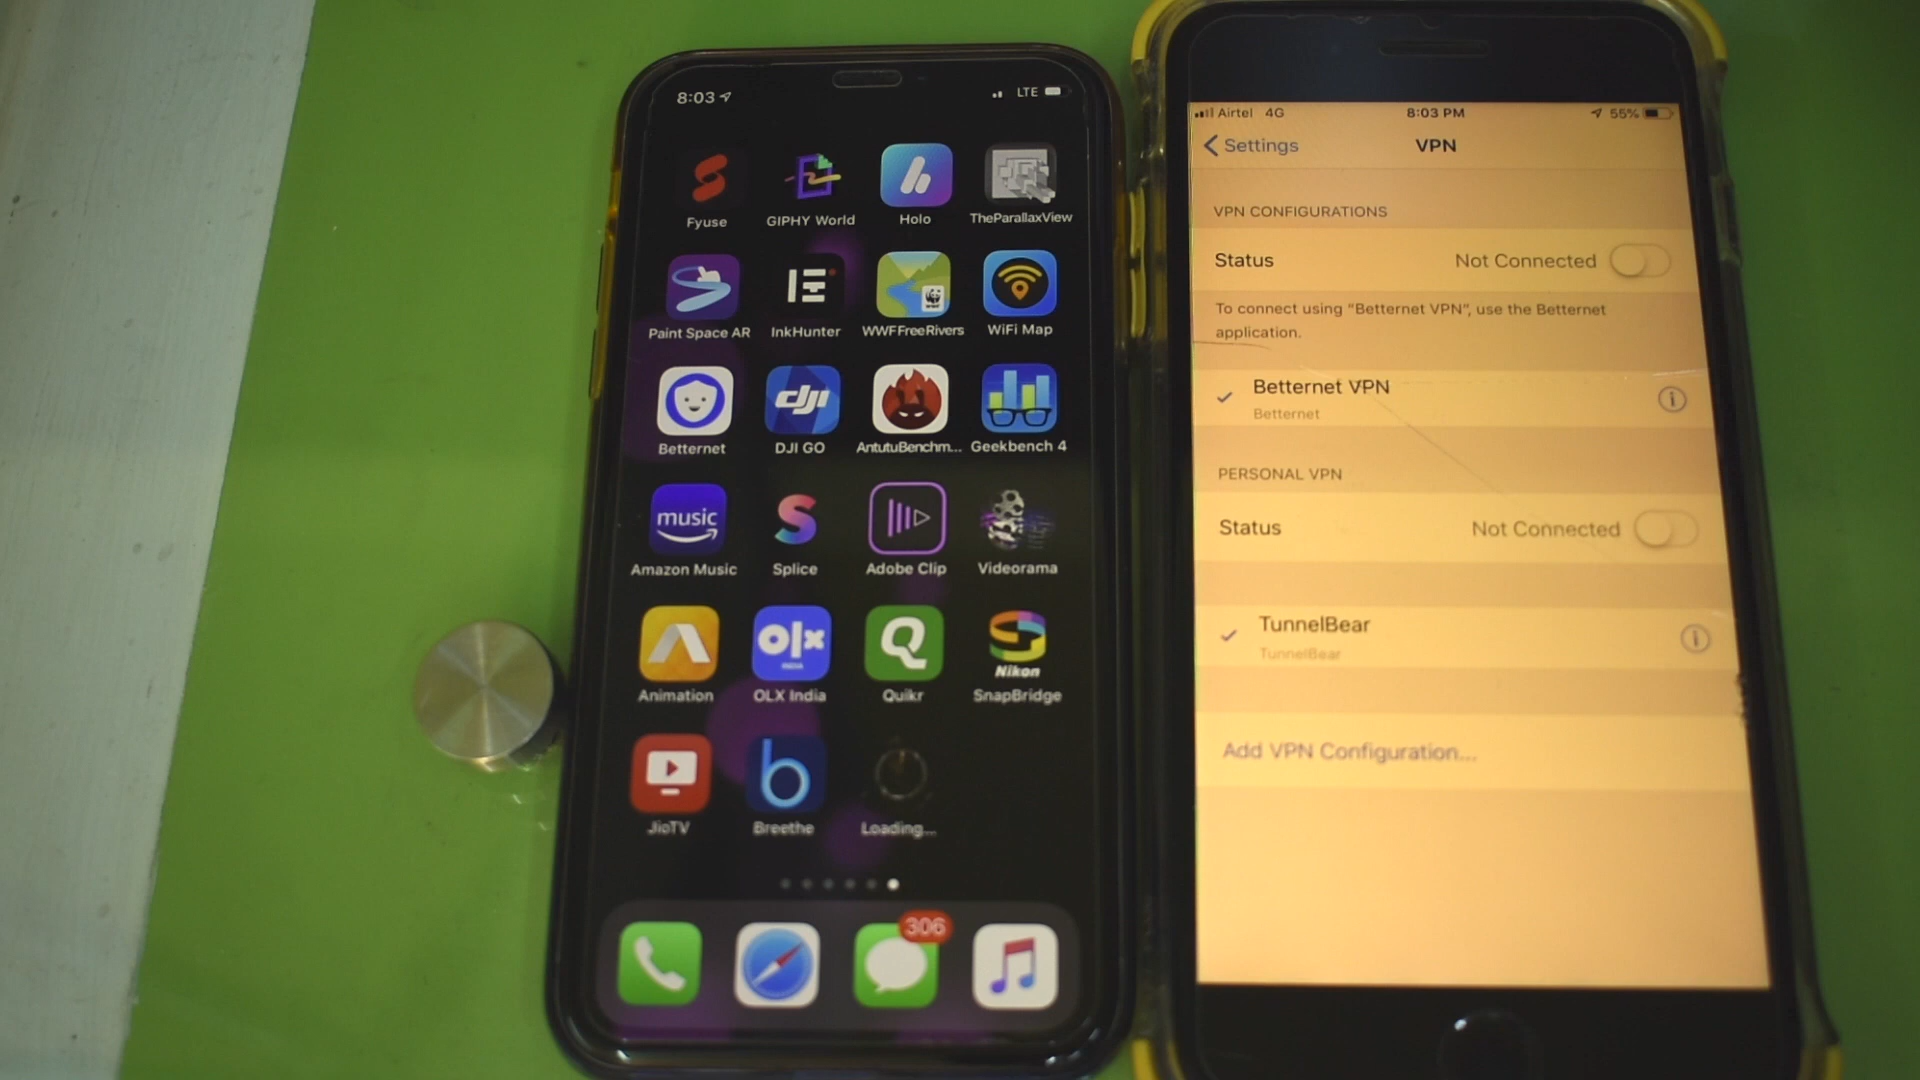 8:03
LTE
Fyuse
GIPHY World
Holo
TheParallaxView
Paint Space AR
InkHunter
WWFFreeRivers
WiFi Map
dji
Betternet
DJI GO
AntutuBenchm...
Geekbench 4
music
Amazon Music
Splice
Adobe Clip
Videorama
olx
INDIA
Nikon
Animation
OLX India
Quikr
SnapBridge
JioTV
Breethe
Loading...
306
Airtel 4G
8:03 PM
55%
Settings
VPN
VPN CONFIGURATIONS
Status
Not Connected
To connect using "Betternet VPN", use the Betternet
application.
Betternet VPN
Betternet
PERSONAL VPN
Status
Not Connected
TunnelBear
TunnelBear
Add VPN Configuration...